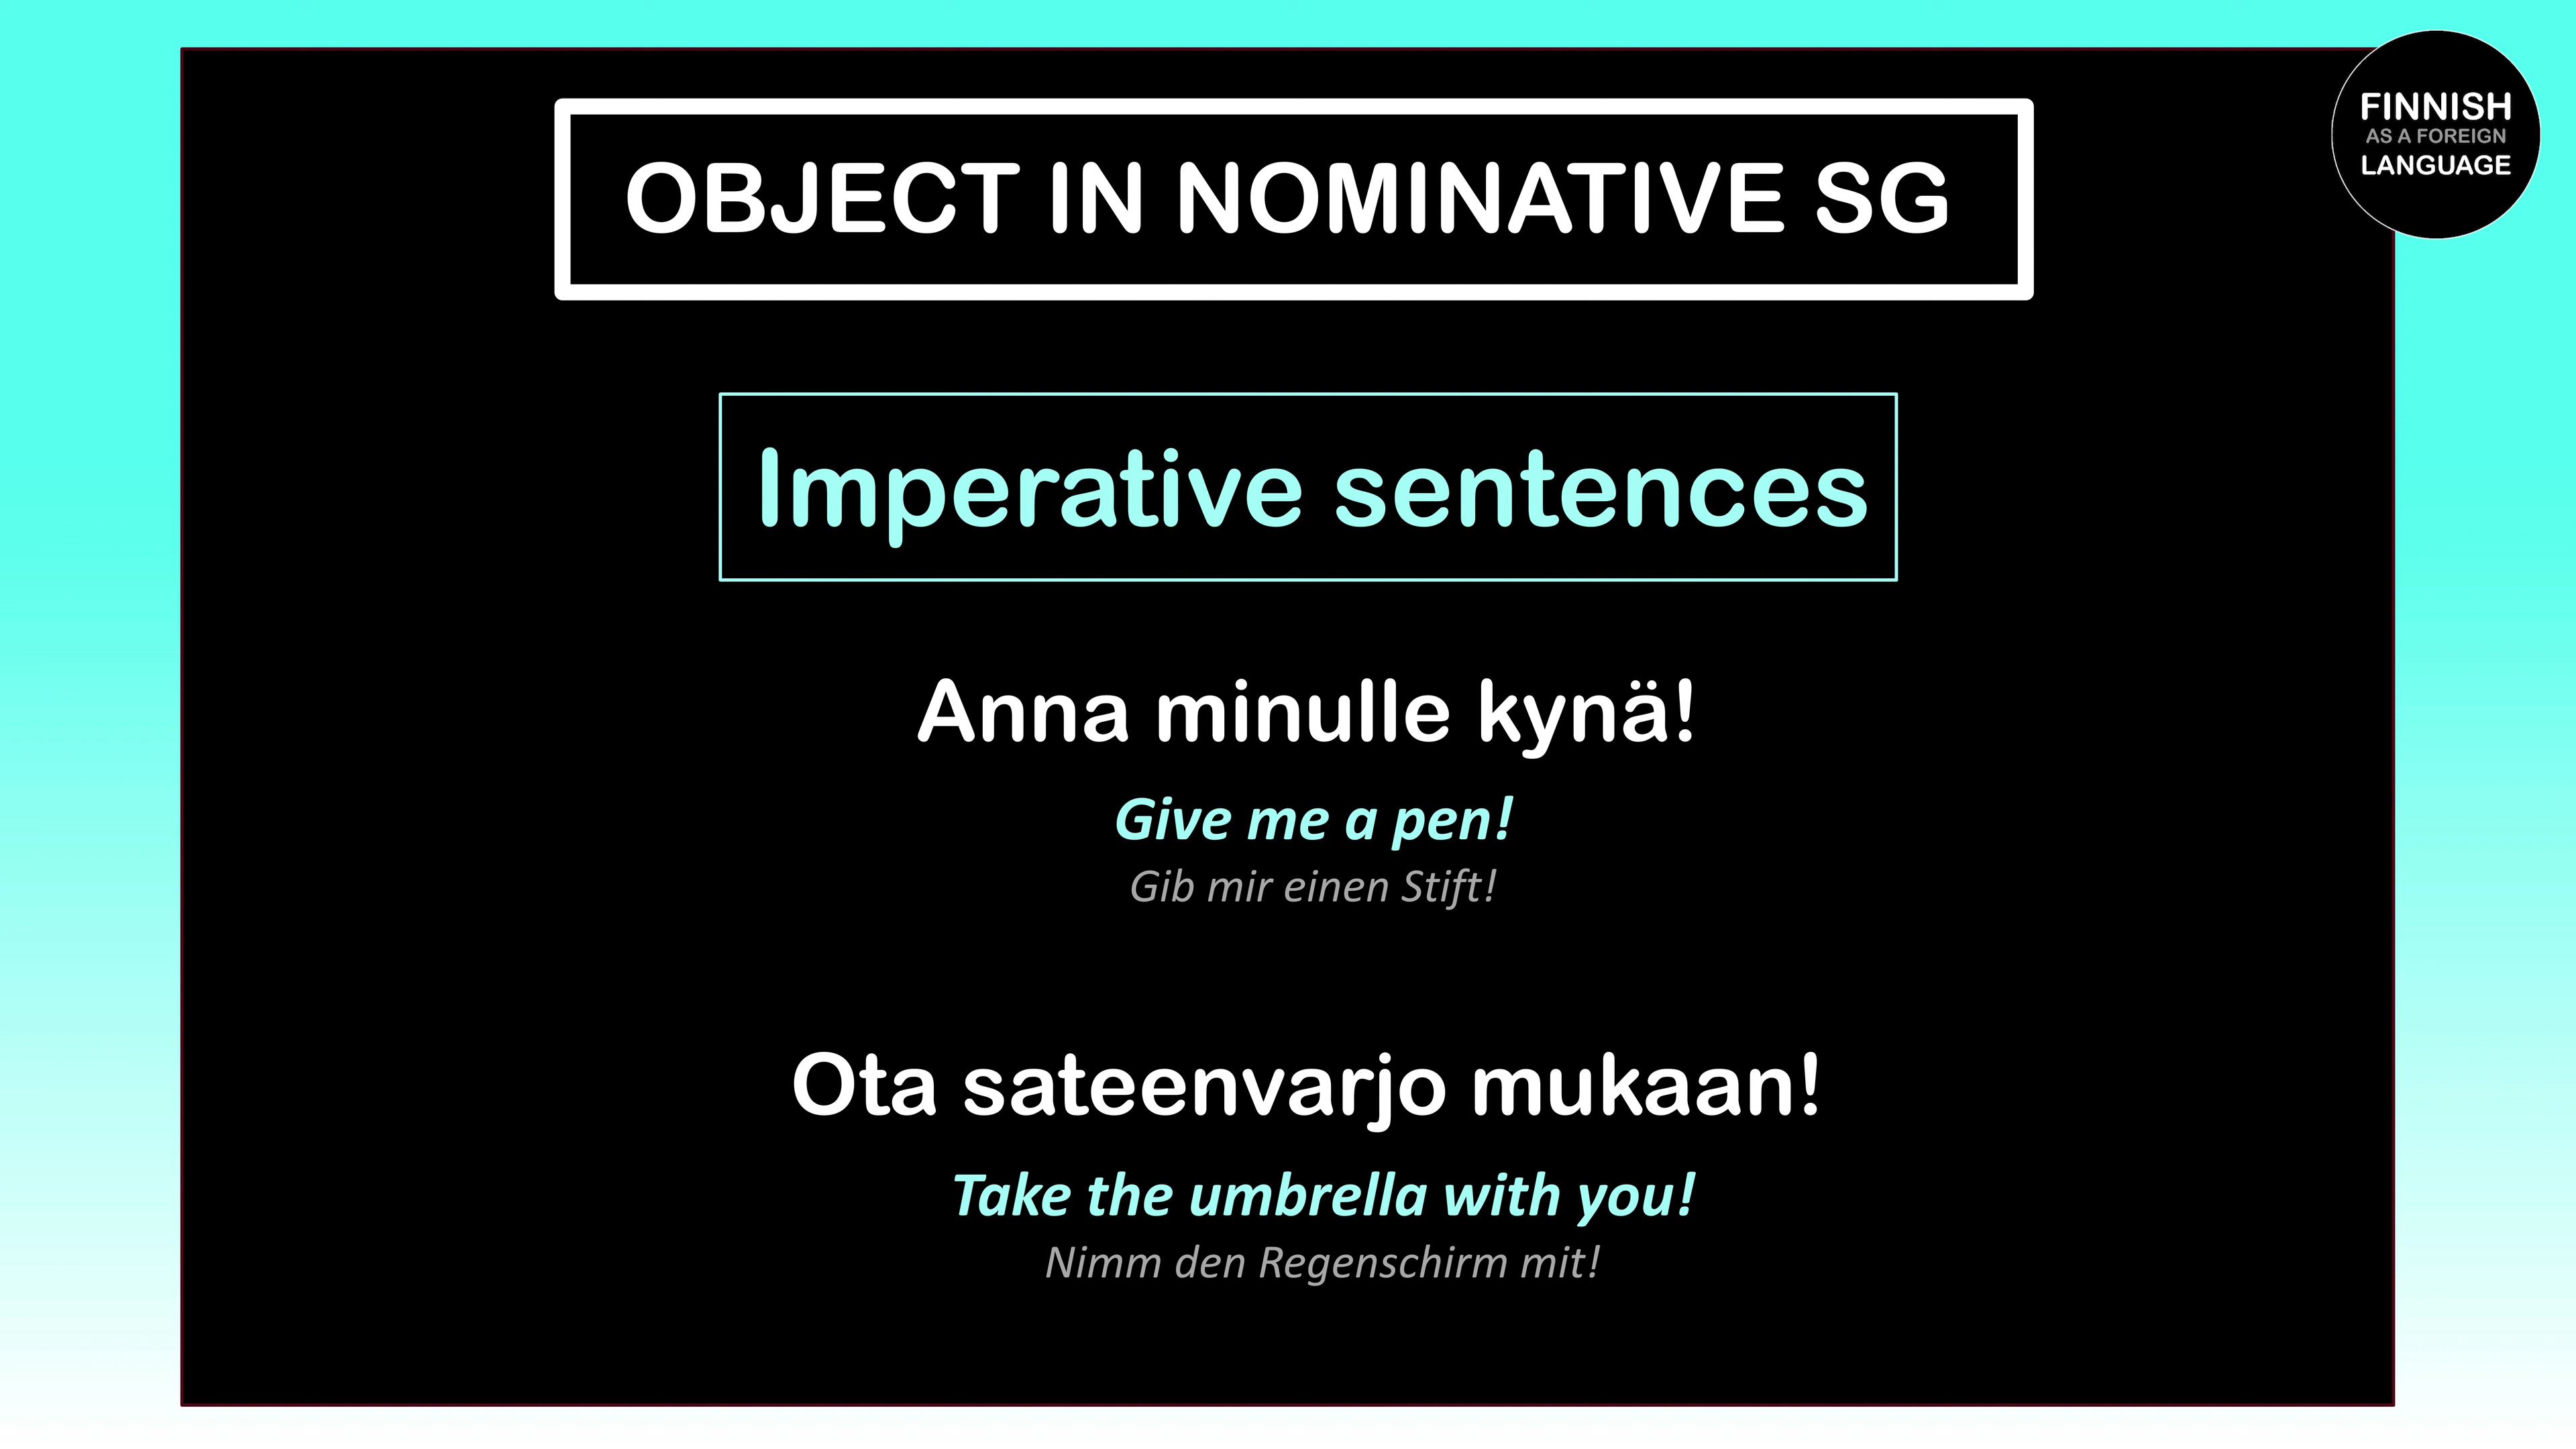 FINNISH
AS A FOREIGN
LANGUAGE
OBJECT IN NOMINATIVE SG
Imperative sentences
Anna minulle kynä!
Give me a pen!
Gib mir einen Stift!
Ota sateenvarjo mukaan!
Take the umbrella with you!
Nimm den Regenschirm mit!